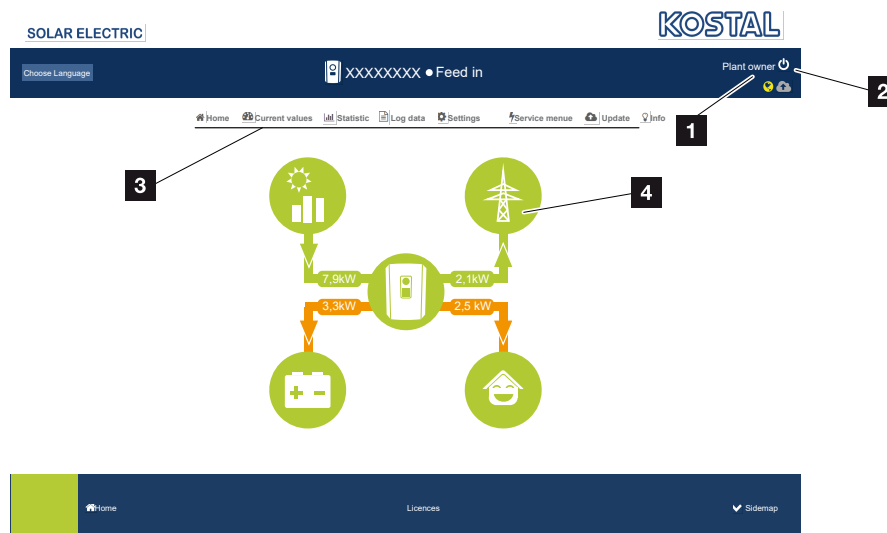 SOLAR ELECTRIC
KOSTAL
Choose Language
XXXXXXXX ● Feed in
Plant owner
2
Home Current values Statistic Log data Settings Service menue Update Info
1
3
4
7,9kW 2,1kW
3,3kW 2,5 kW
Home Licences Sidemap